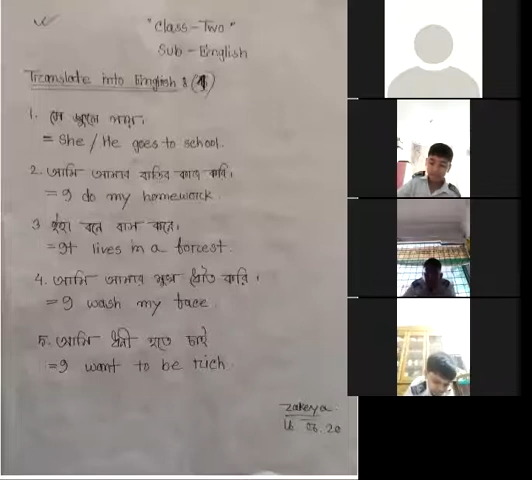 "Class-Two"
Sub-English
Translate into English : (1)
1. সে স্কুলে যায়।
= She / He goes to school.
2. আমি আমার বাড়ির কাজ করি।
= I do my homework.
3 ইহা বনে বাস করে।
= It lives in a forest.
4. আমি আমার মুখ ধৌত করি।
= I wash my face.
৫. আমি ধনী হতে চাই
= I want to be rich.
Zakeya
16.06.20